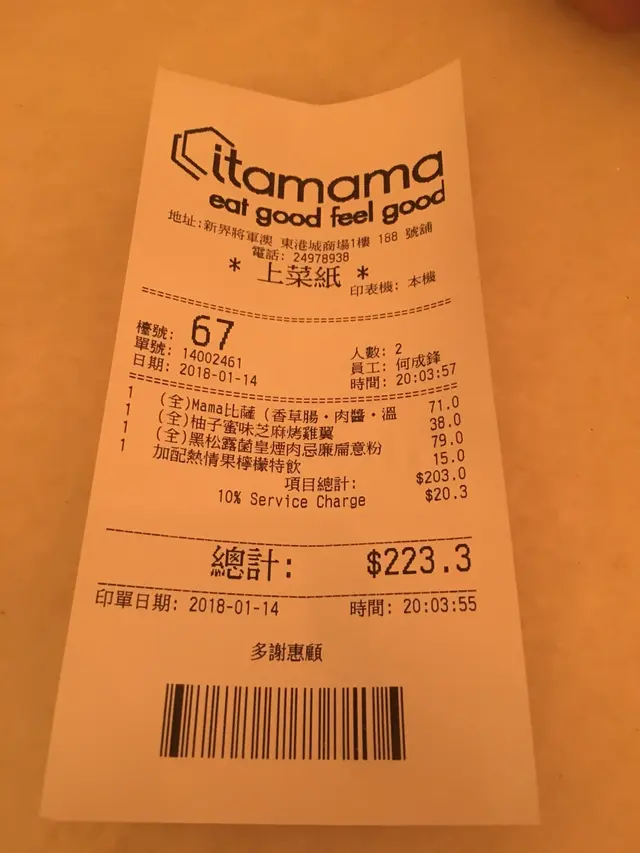 itamama
eat good feel good
地址:新界將軍澳 東港城商場1樓 188 號舖
電話: 24978938
* 上菜紙 *
印表機: 本機
檯號: 67
單號: 14002461
人數: 2
日期: 2018-01-14
員工: 何成鋒
時間: 20:03:57
1 (全)Mama比薩 (香草腸・肉醬・溫 71.0
1 (全)柚子蜜味芝麻烤雞翼 38.0
1 (全)黑松露菌皇煙肉忌廉扁意粉 79.0
1 加配熱情果檸檬特飲 15.0
項目總計: $203.0
10% Service Charge $20.3
總計: $223.3
印單日期: 2018-01-14 時間: 20:03:55
多謝惠顧